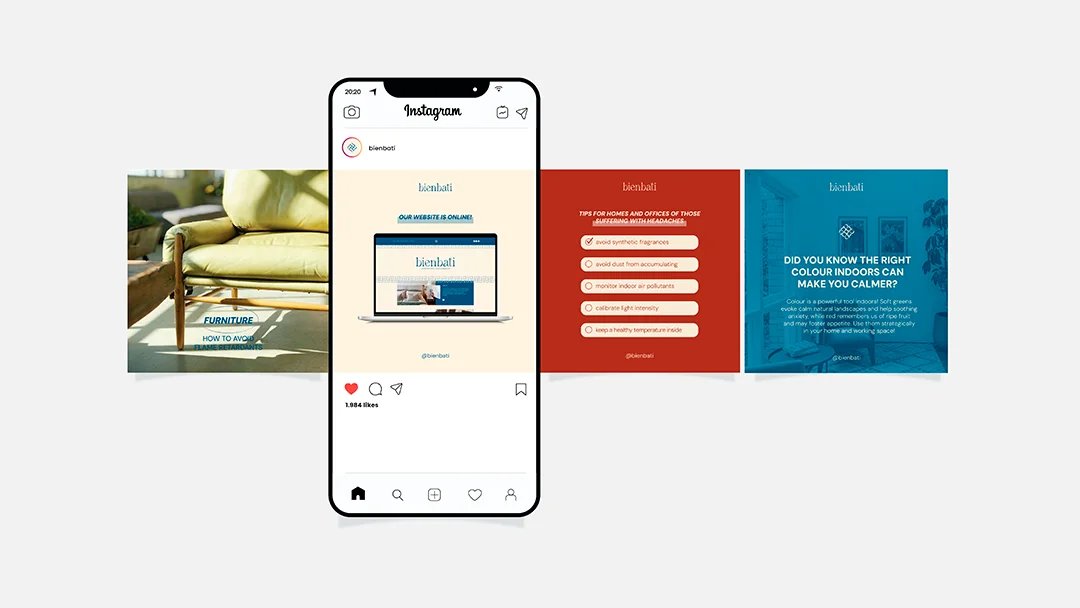 20:20
Instagram
bienbati
bienbati
OUR WEBSITE IS ONLINE!
bienbati
@bienbati
1.984 likes
FURNITURE
HOW TO AVOID
FLAME RETARDANTS
bienbati
TIPS FOR HOMES AND OFFICES OF THOSE
SUFFERING WITH HEADACHES
avoid synthetic fragrances
avoid dust from accumulating
monitor indoor air pollutants
calibrate light intensity
keep a healthy temperature inside
@bienbati
bienbati
DID YOU KNOW THE RIGHT
COLOUR INDOORS CAN
MAKE YOU CALMER?
Colour is a powerful tool indoors! Soft greens
evoke calm natural landscapes and help soothing
anxiety, while red remembers us of ripe fruit
and may foster appetite. Use them strategically
in your home and working space!
@bienbati